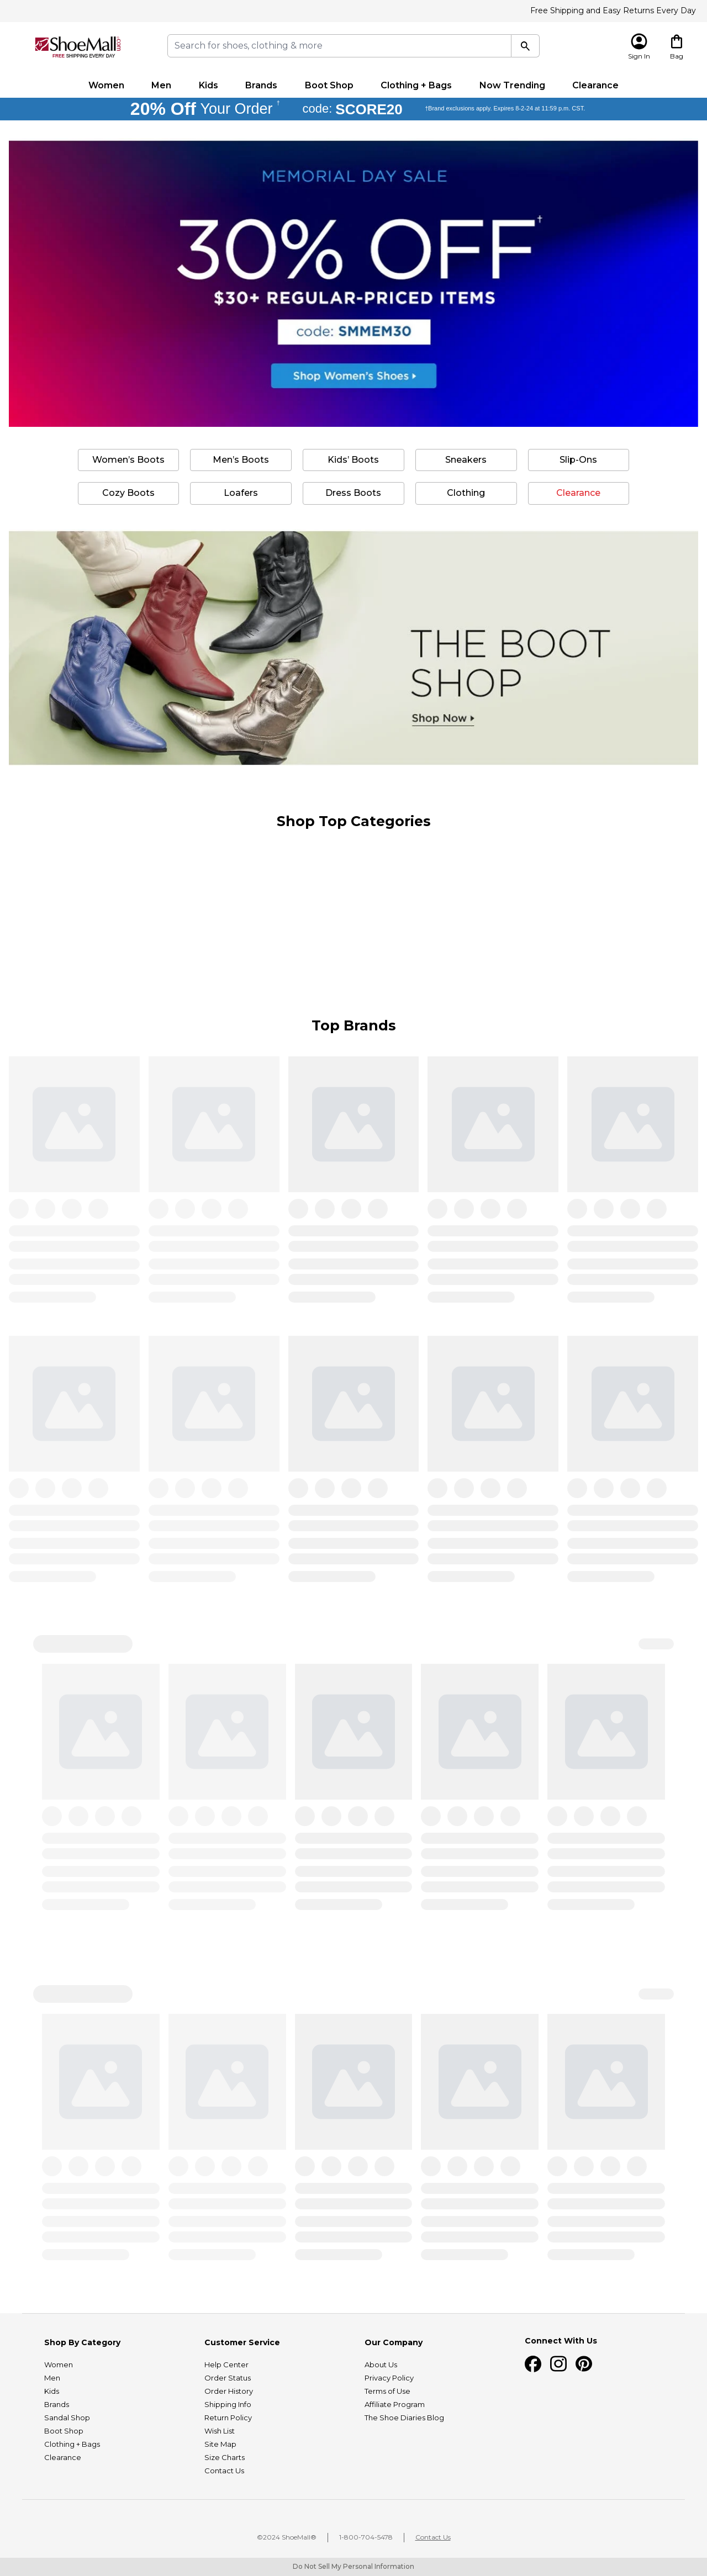 Free Shipping and Easy Returns Every Day
ShoeMall.com
FREE SHIPPING EVERY DAY
Search for shoes, clothing & more
Sign In
Bag
Women Men Kids Brands Boot Shop Clothing + Bags Now Trending Clearance
20% Off Your Order † code: SCORE20 †Brand exclusions apply. Expires 8-2-24 at 11:59 p.m. CST.
MEMORIAL DAY SALE
30% OFF†
$30+ REGULAR-PRICED ITEMS
code: SMMEM30
Shop Women's Shoes
Women's Boots Men's Boots Kids' Boots Sneakers Slip-Ons
Cozy Boots Loafers Dress Boots Clothing Clearance
THE BOOT
SHOP
Shop Now
Shop Top Categories
Top Brands
Shop By Category
Women
Men
Kids
Brands
Sandal Shop
Boot Shop
Clothing + Bags
Clearance
Customer Service
Help Center
Order Status
Order History
Shipping Info
Return Policy
Wish List
Site Map
Size Charts
Contact Us
Our Company
About Us
Privacy Policy
Terms of Use
Affiliate Program
The Shoe Diaries Blog
Connect With Us
©2024 ShoeMall® 1-800-704-5478 Contact Us
Do Not Sell My Personal Information